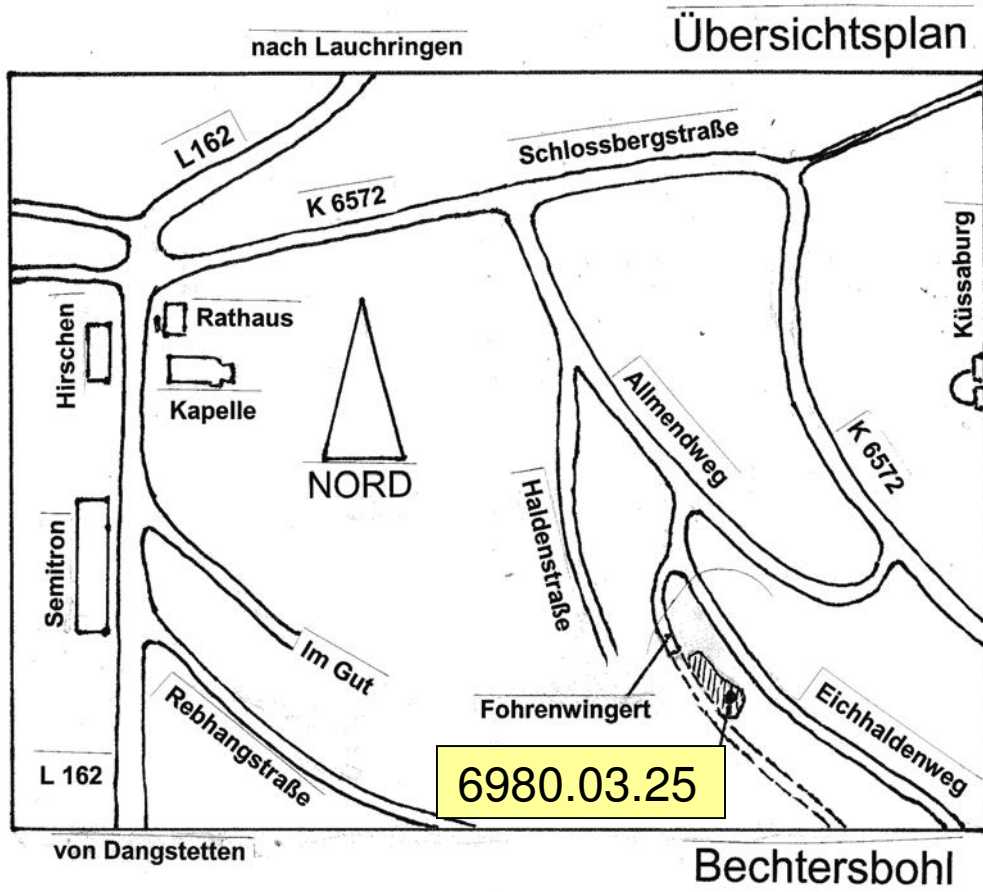 Übersichtsplan
nach Lauchringen
L162
Schlossbergstraße
K 6572
Küssaburg
Hirschen
Rathaus
Kapelle
NORD
Allmendweg
K 6572
Haldenstraße
Semitron
Im Gut
Rebhangstraße
Fohrenwingert
Eichhaldenweg
L 162
6980.03.25
von Dangstetten
Bechtersbohl